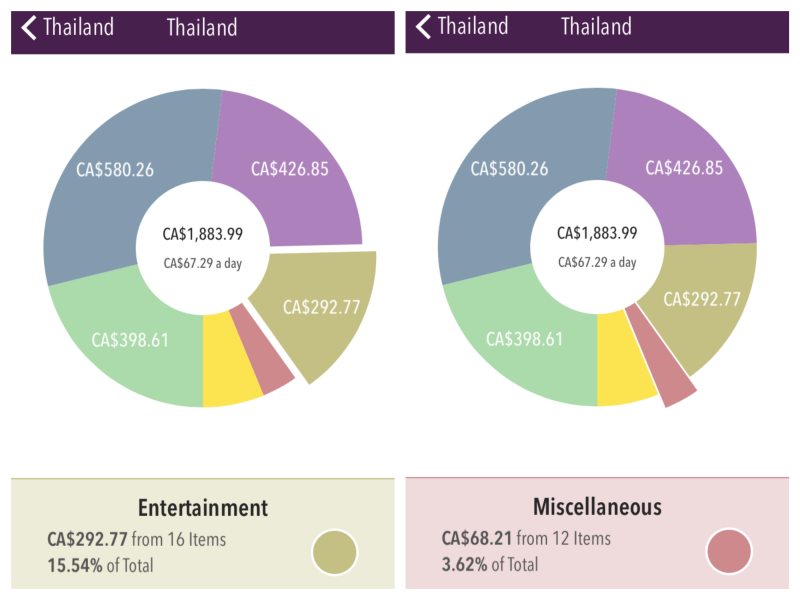 Thailand Thailand
CA$580.26
CA$426.85
CA$1,883.99
CA$67.29 a day
CA$292.77
CA$398.61
Entertainment
CA$292.77 from 16 Items
15.54% of Total
Thailand Thailand
CA$580.26
CA$426.85
CA$1,883.99
CA$67.29 a day
CA$292.77
CA$398.61
Miscellaneous
CA$68.21 from 12 Items
3.62% of Total